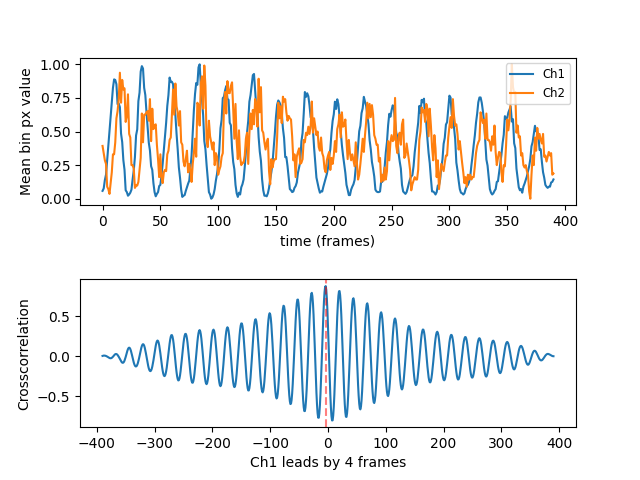 1.00
0.75
0.50
0.25
0.00
Mean bin px value
Ch1
Ch2
0 50 100 150 200 250 300 350 400
time (frames)
0.5
0.0
−0.5
Crosscorrelation
−400 −300 −200 −100 0 100 200 300 400
Ch1 leads by 4 frames